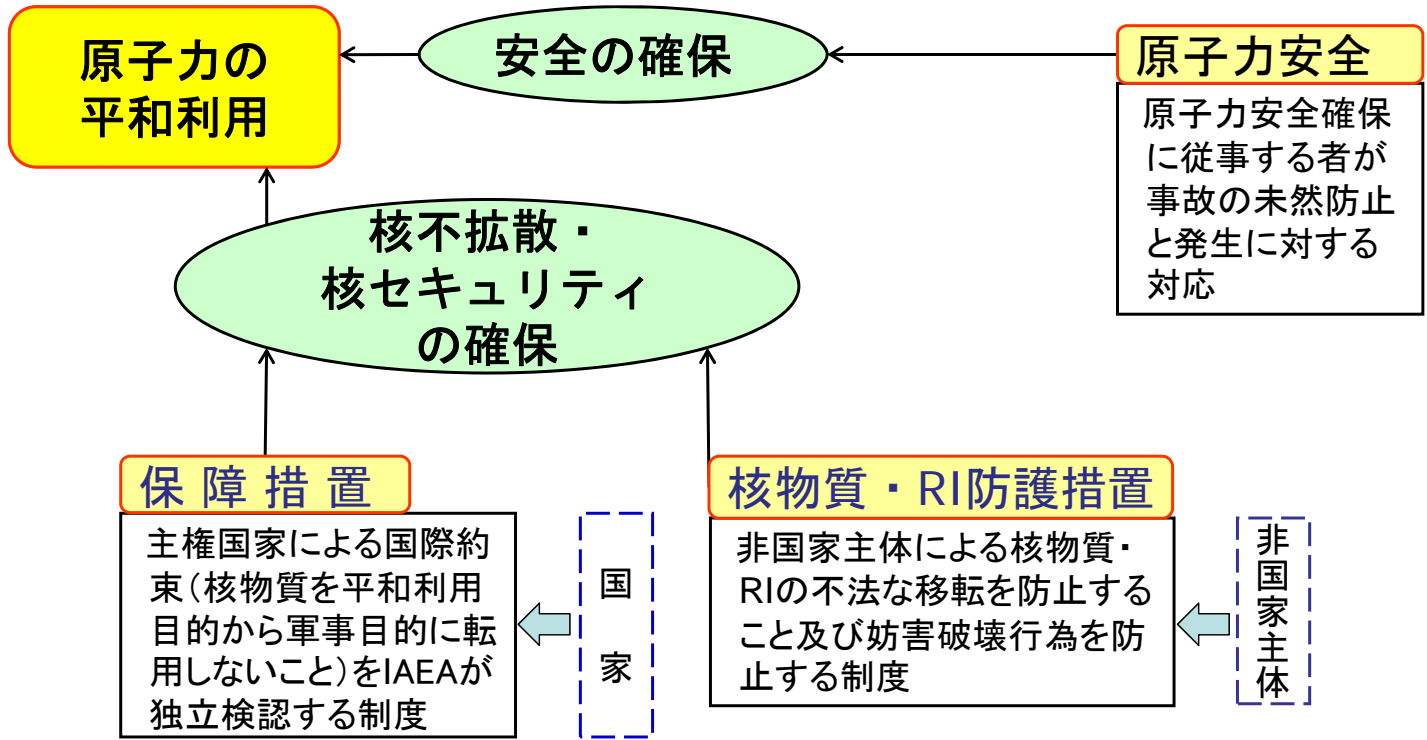 原子力の
平和利用
安全の確保
原子力安全
原子力安全確保
に従事する者が
事故の未然防止
と発生に対する
対応
核不拡散・
核セキュリティ
の確保
保 障 措 置
主権国家による国際約
束(核物質を平和利用
目的から軍事目的に転
用しないこと)をIAEAが
独立検認する制度
国
家
核物質・RI防護措置
非国家主体による核物質・
RIの不法な移転を防止する
こと及び妨害破壊行為を防
止する制度
非
国
家
主
体